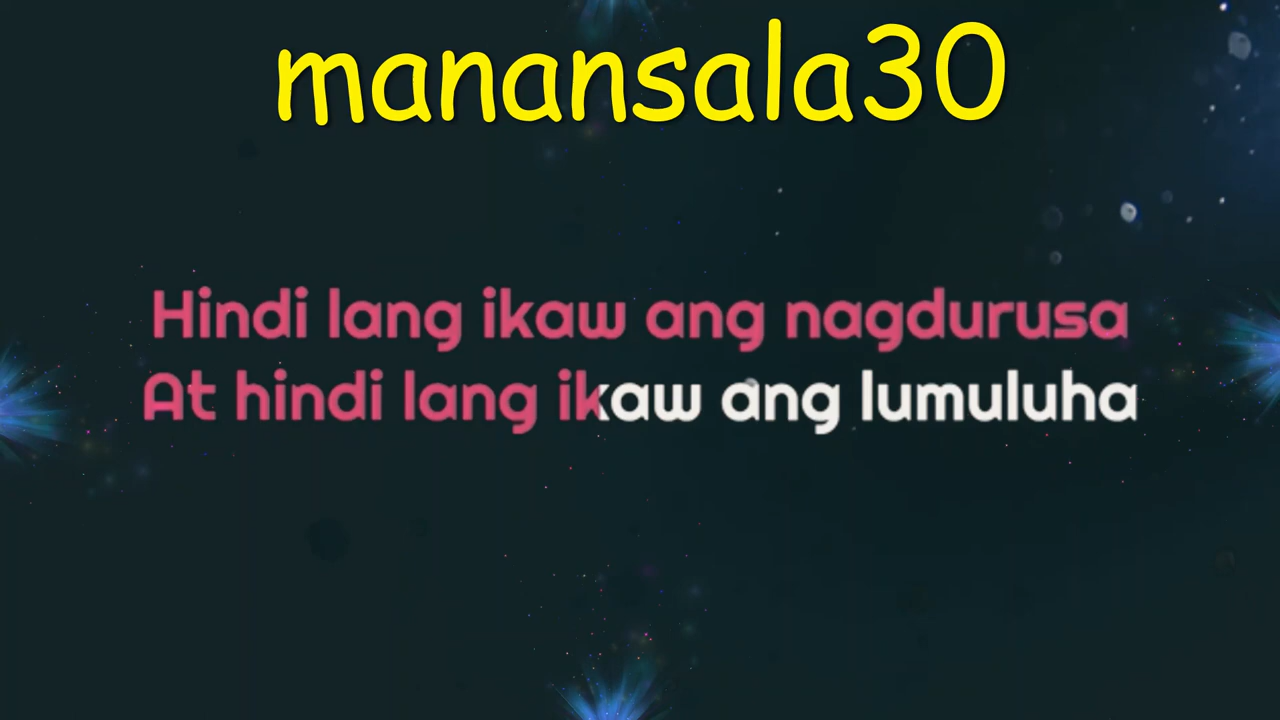 manansala30
Hindi lang ikaw ang nagdurusa
At hindi lang ikaw ang lumuluha